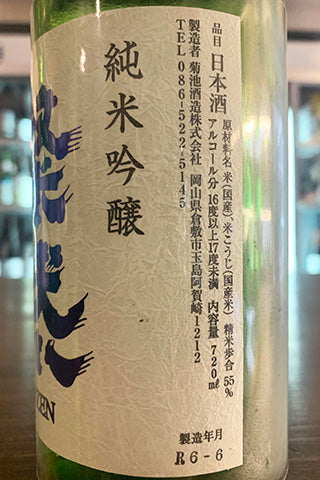 純米吟醸
品目 日本酒
原材料名 米(国産)、米こうじ(国産米) 精米歩合 55%
アルコール分 16度以上17度未満 内容量 720ml
製造者 菊池酒造株式会社 岡山県倉敷市玉島阿賀崎1212
TEL 086-522-5145
製造年月
R6-6
ZEN